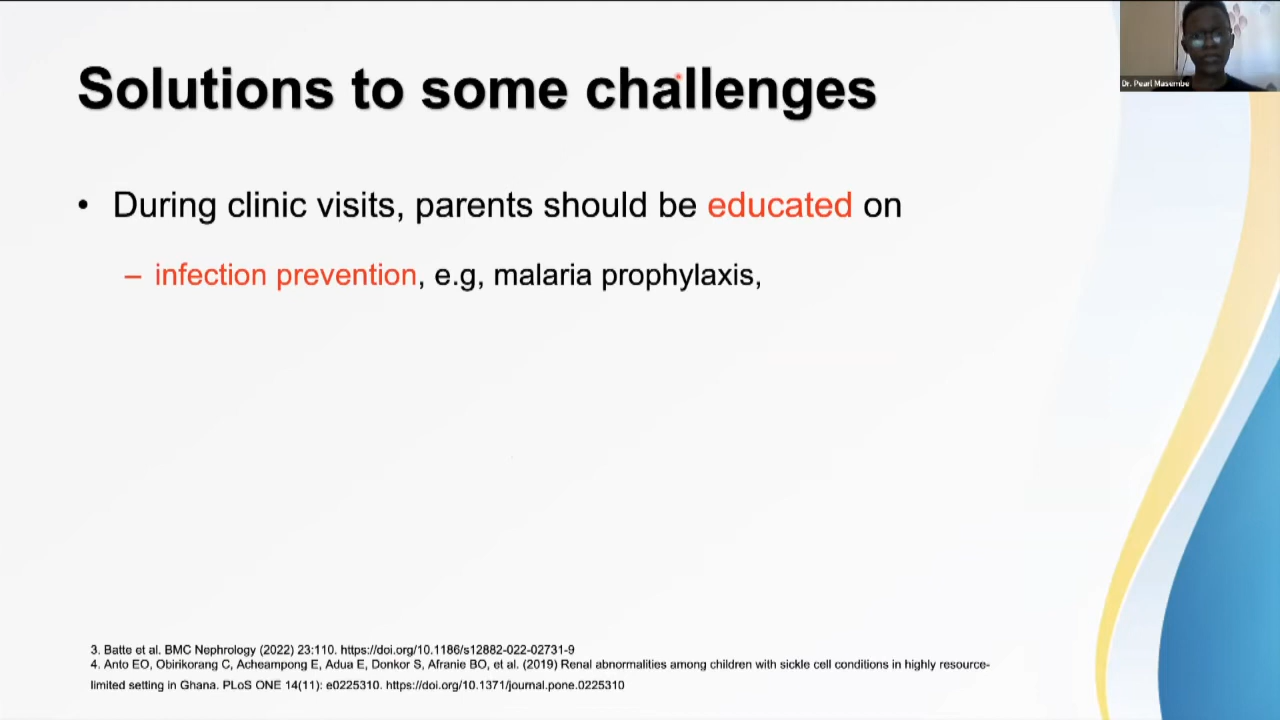 Solutions to some challenges
Dr. Pearl Masembe
• During clinic visits, parents should be educated on
– infection prevention, e.g, malaria prophylaxis,
3. Batte et al. BMC Nephrology (2022) 23:110. https://doi.org/10.1186/s12882-022-02731-9
4. Anto EO, Obirikorang C, Acheampong E, Adua E, Donkor S, Afranie BO, et al. (2019) Renal abnormalities among children with sickle cell conditions in highly resource-
limited setting in Ghana. PLoS ONE 14(11): e0225310. https://doi.org/10.1371/journal.pone.0225310